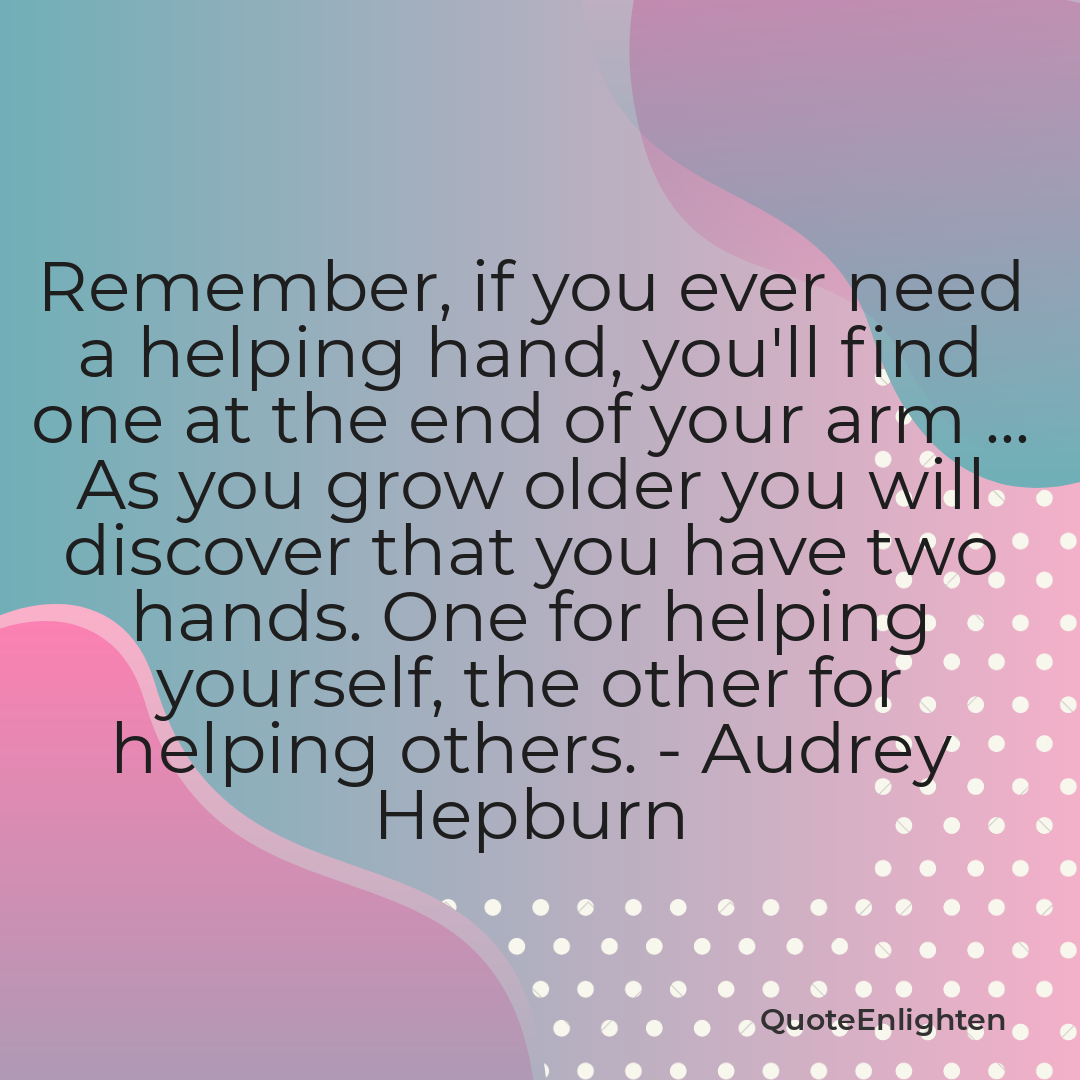 Remember, if you ever need
a helping hand, you'll find
one at the end of your arm ...
As you grow older you will
discover that you have two
hands. One for helping
yourself, the other for
helping others. - Audrey
Hepburn
QuoteEnlighten